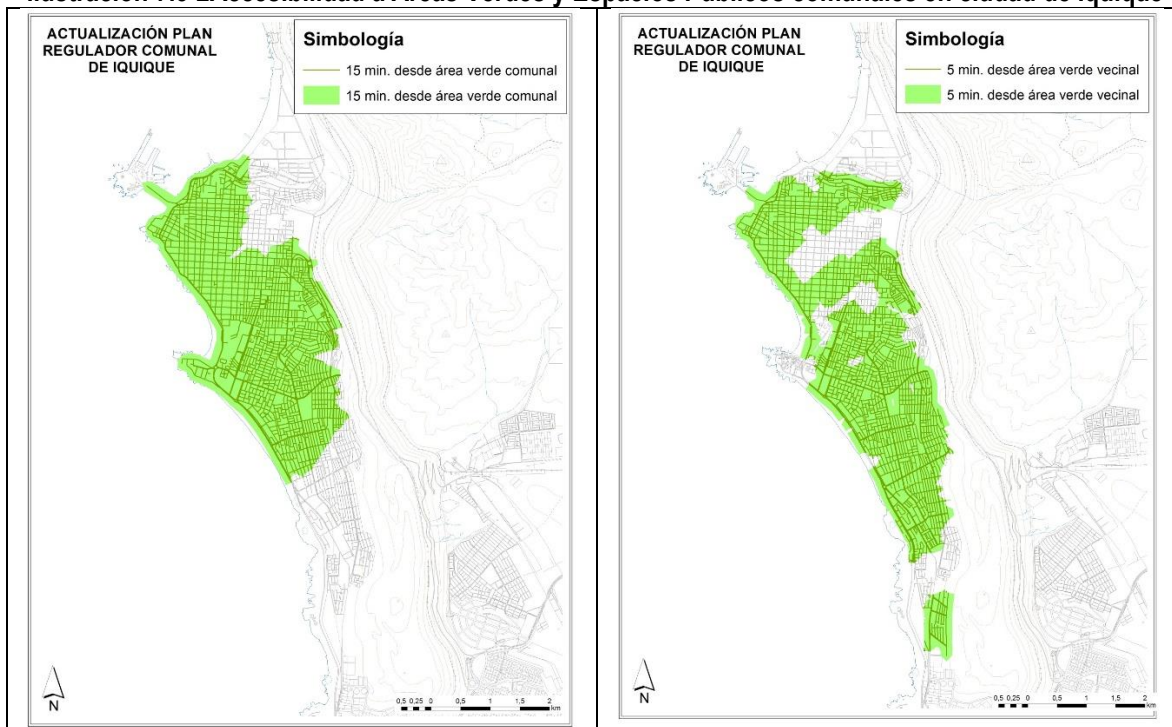 Ilustración 7.6-2.Accesibilidad a Áreas Verdes y Espacios Públicos comunales en ciudad de Iquique
ACTUALIZACIÓN PLAN
REGULADOR COMUNAL
DE IQUIQUE
Simbología
15 min. desde área verde comunal
15 min. desde área verde comunal
N
0,5 0,25 0 0,5 1 1,5 2
km
ACTUALIZACIÓN PLAN
REGULADOR COMUNAL
DE IQUIQUE
Simbología
5 min. desde área verde vecinal
5 min. desde área verde vecinal
N
0,5 0,25 0 0,5 1 1,5 2
km